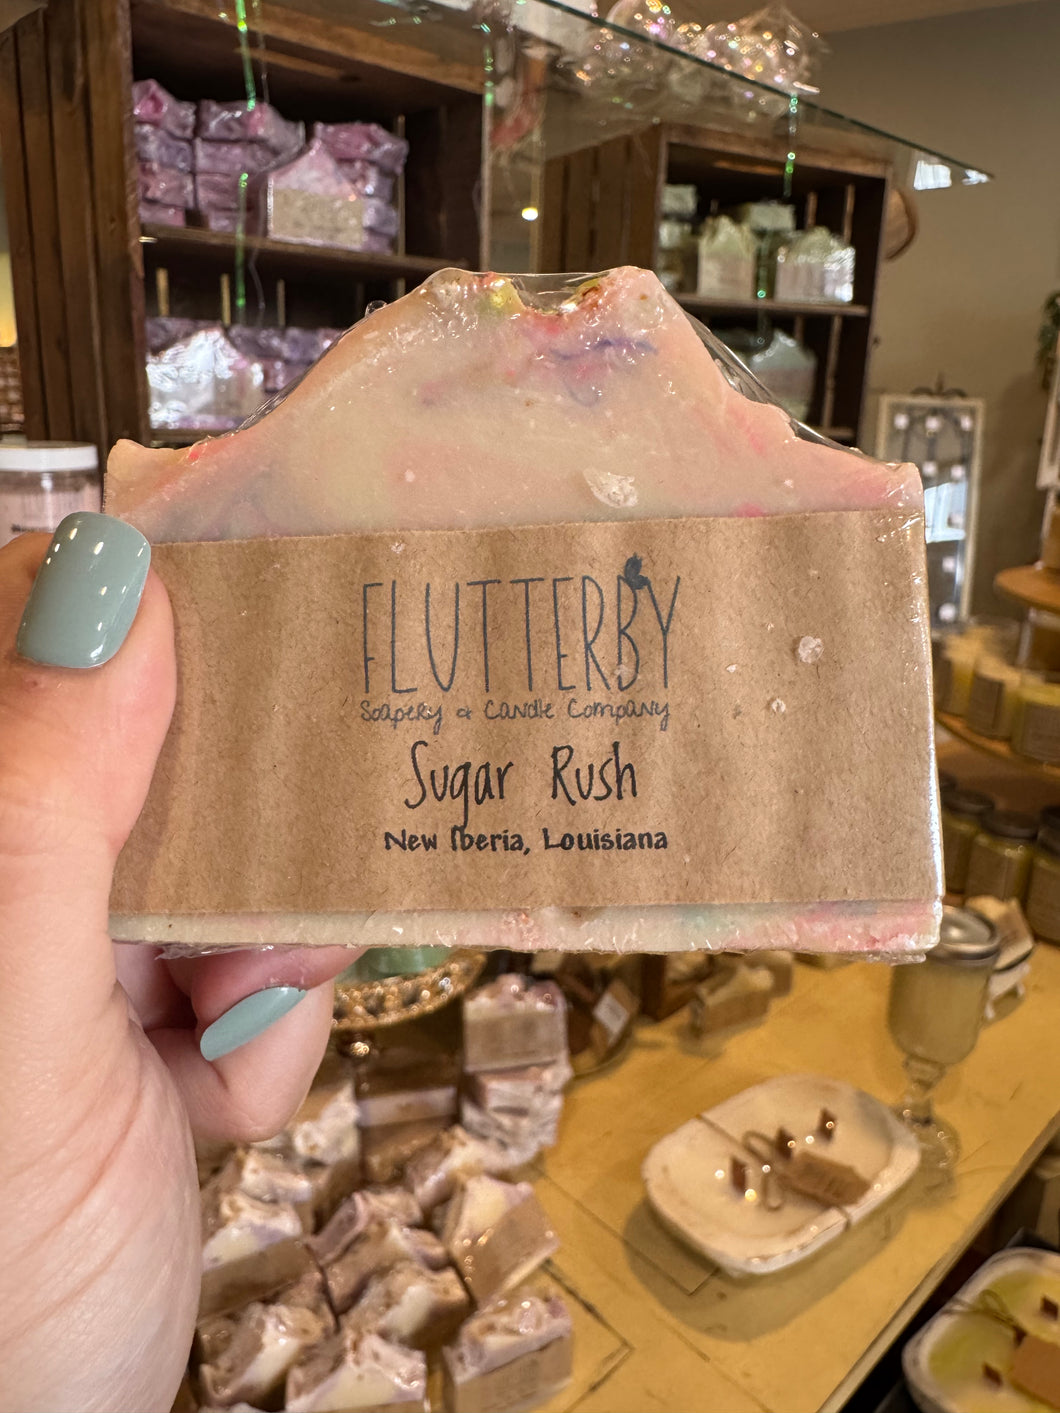 FLUTTERBY
Soapery & Candle Company
Sugar Rush
New Iberia, Louisiana